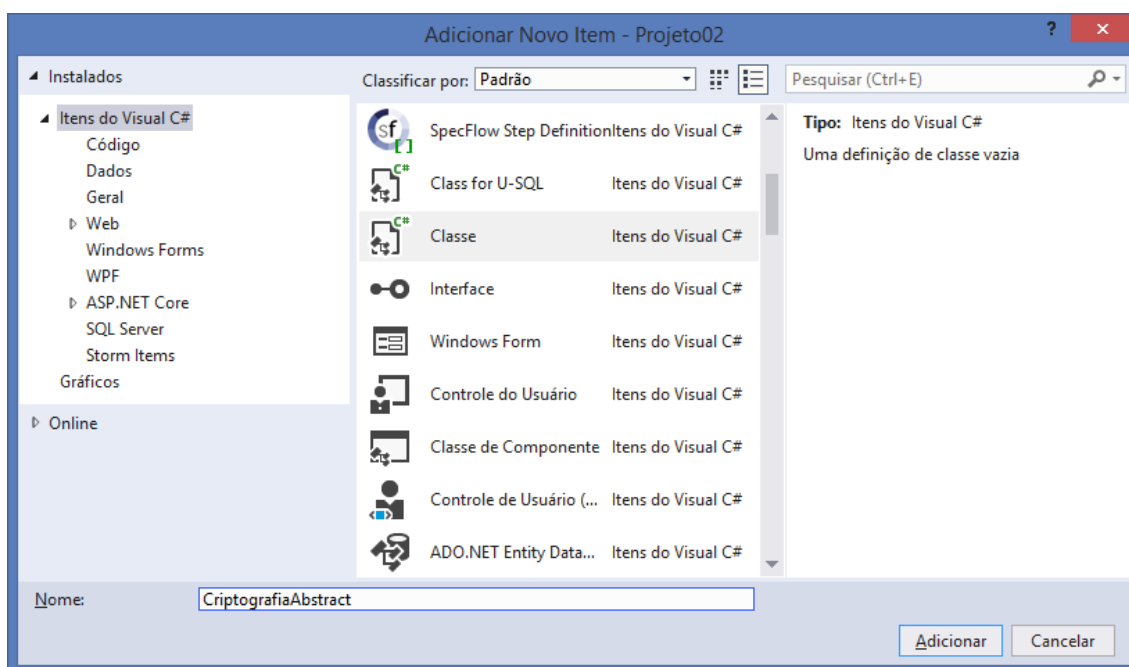 Adicionar Novo Item - Projeto02
?
×
Instalados
Itens do Visual C#
Código
Dados
Geral
Web
Windows Forms
WPF
ASP.NET Core
SQL Server
Storm Items
Gráficos
Online
Classificar por: Padrão
SpecFlow Step Definition Itens do Visual C#
Class for U-SQL Itens do Visual C#
Classe Itens do Visual C#
Interface Itens do Visual C#
Windows Form Itens do Visual C#
Controle do Usuário Itens do Visual C#
Classe de Componente Itens do Visual C#
Controle de Usuário (... Itens do Visual C#
ADO.NET Entity Data... Itens do Visual C#
Pesquisar (Ctrl+E)
Tipo: Itens do Visual C#
Uma definição de classe vazia
Nome: CriptografiaAbstract
Adicionar Cancelar